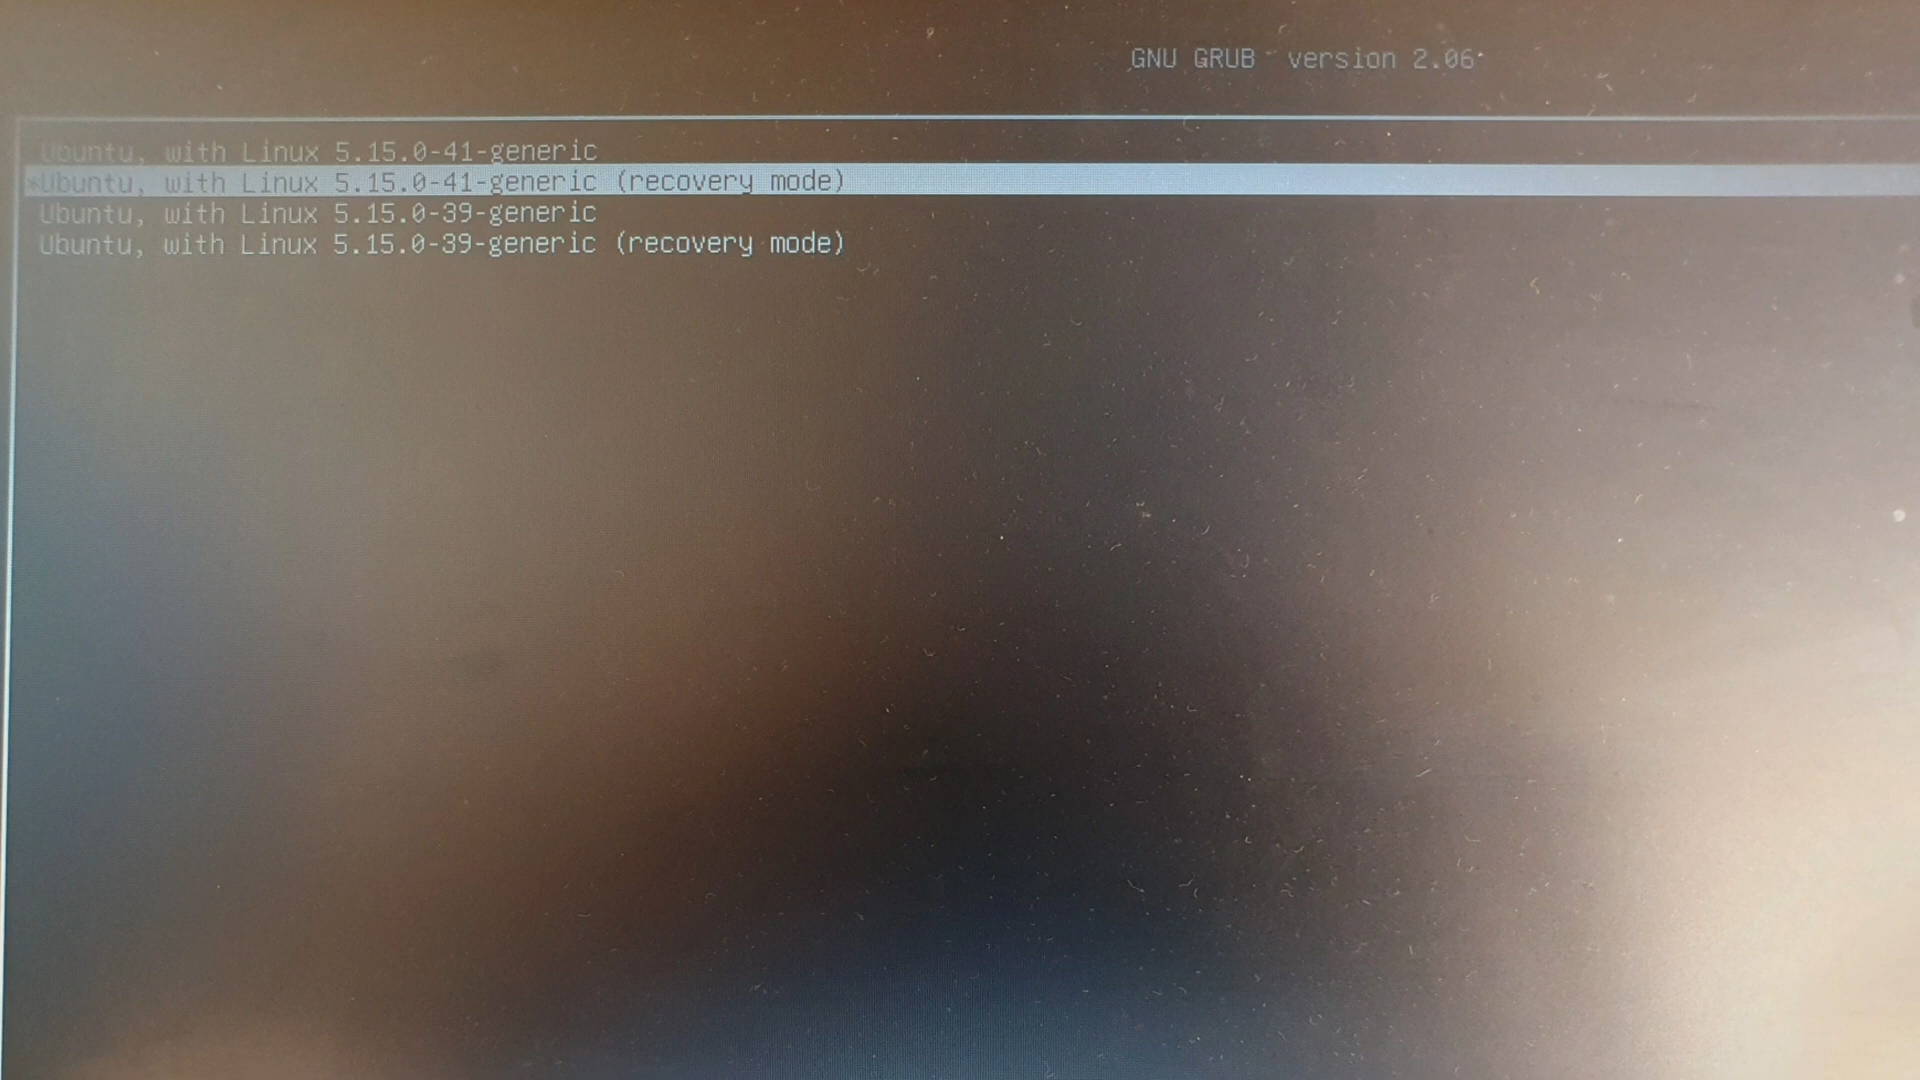 GNU GRUB version 2.06
Ubuntu, with Linux 5.15.0-41-generic
*Ubuntu, with Linux 5.15.0-41-generic (recovery mode)
Ubuntu, with Linux 5.15.0-39-generic
Ubuntu, with Linux 5.15.0-39-generic (recovery mode)